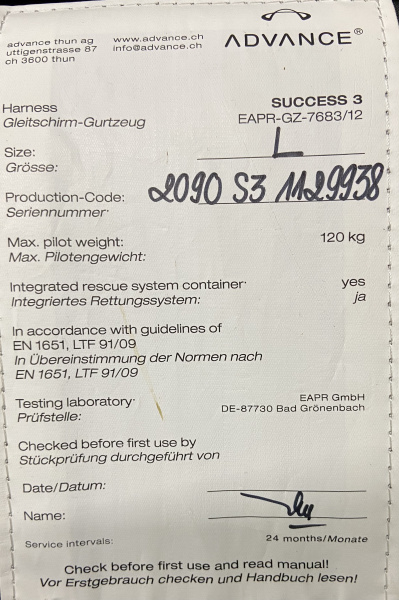 advance thun ag www.advance.ch ADVANCE®
uttigenstrasse 87 info@advance.ch
ch 3600 thun
Harness SUCCESS 3
Gleitschirm-Gurtzeug EAPR-GZ-7683/12
Size: L
Grösse:
Production-Code: 2090 S3 1129938
Seriennummer:
Max. pilot weight: 120 kg
Max. Pilotengewicht:
Integrated rescue system container: yes
Integriertes Rettungssystem: ja
In accordance with guidelines of
EN 1651, LTF 91/09
In Übereinstimmung der Normen nach
EN 1651, LTF 91/09
Testing laboratory: EAPR GmbH
Prüfstelle: DE-87730 Bad Grönenbach
Checked before first use by
Stückprüfung durchgeführt von
Date/Datum:
Name:
Service intervals: 24 months/Monate
Check before first use and read manual!
Vor Erstgebrauch checken und Handbuch lesen!